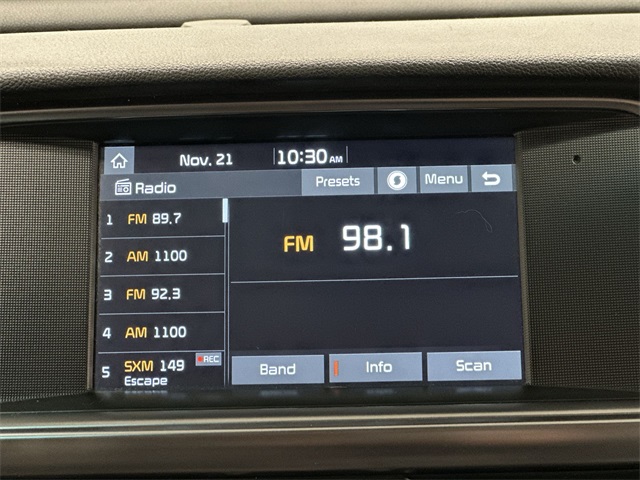 Nov. 21 10:30 AM
Radio Presets Menu
1 FM 89.7
2 AM 1100
3 FM 92.3
4 AM 1100
5 SXM 149 REC
Escape
FM 98.1
Band Info Scan